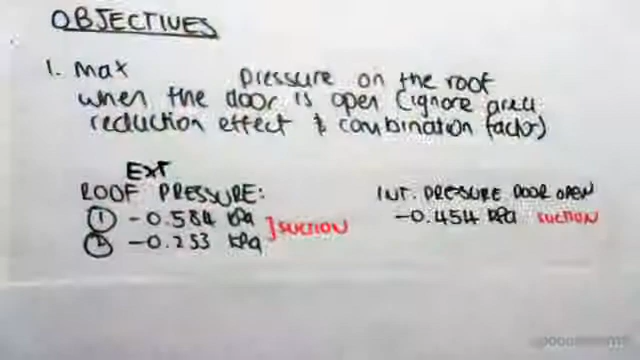 OBJECTIVES
1. Max pressure on the roof
when the door is open (ignore area
reduction effect & combination factor)
EXT
ROOF PRESSURE:
① -0.584 kPa
② -0.253 kPa
] SUCTION
INT. PRESSURE DOOR OPEN
-0.454 kPa SUCTION